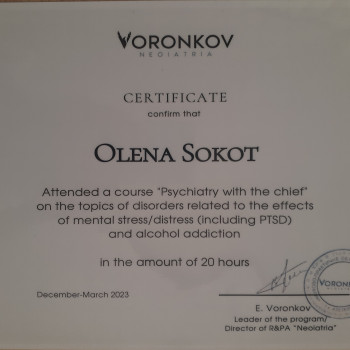 VORONKOV
NEOIATRIA
CERTIFICATE
confirm that
OLENA SOKOT
Attended a course "Psychiatry with the chief"
on the topics of disorders related to the effects
of mental stress/distress (including PTSD)
and alcohol addiction
in the amount of 20 hours
December-March 2023
E. Voronkov
Leader of the program/
Director of R&PA "Neoiatria"
VORONKOV